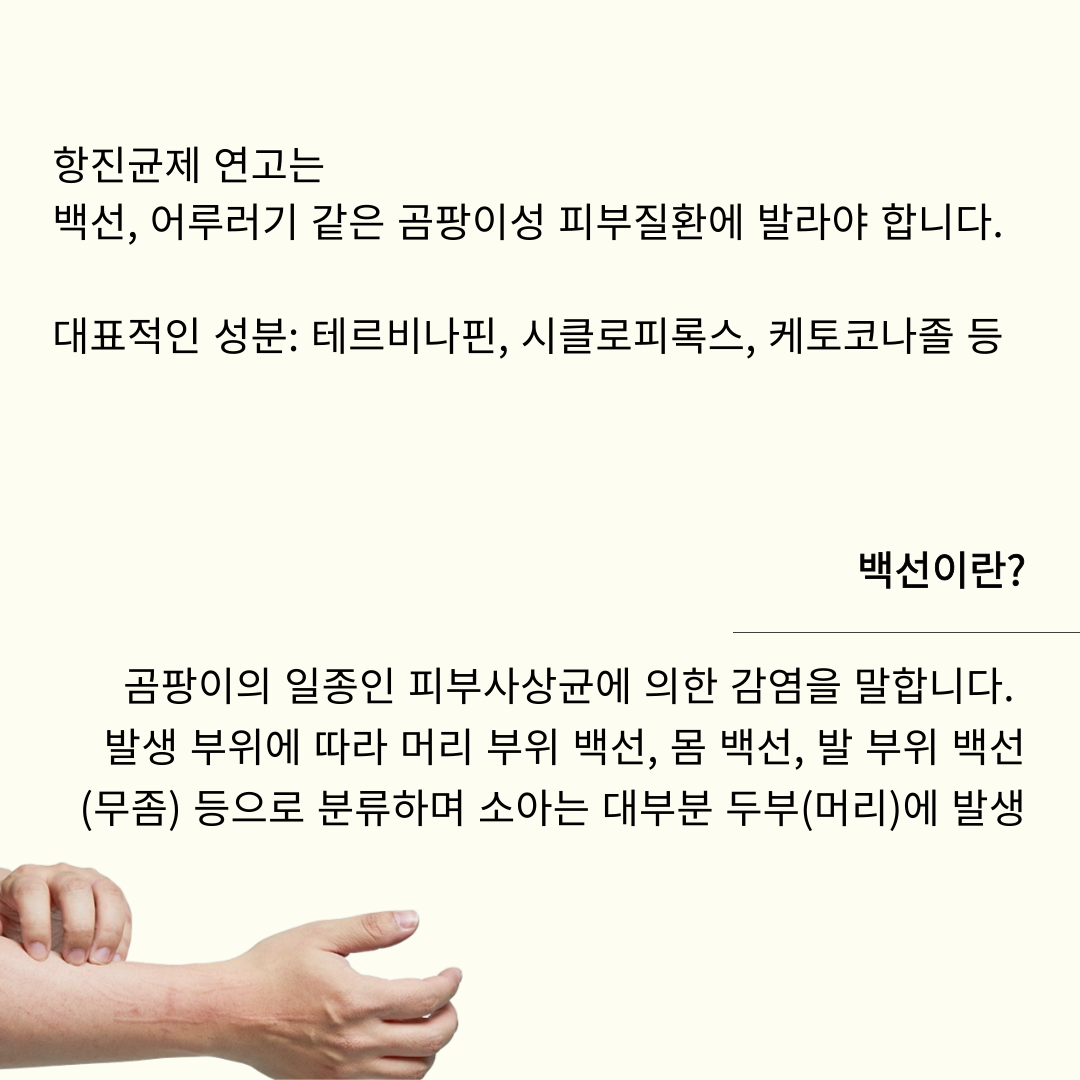 항진균제 연고는
백선, 어루러기 같은 곰팡이성 피부질환에 발라야 합니다.
대표적인 성분: 테르비나핀, 시클로피록스, 케토코나졸 등
백선이란?
곰팡이의 일종인 피부사상균에 의한 감염을 말합니다.
발생 부위에 따라 머리 부위 백선, 몸 백선, 발 부위 백선
(무좀) 등으로 분류하며 소아는 대부분 두부(머리)에 발생